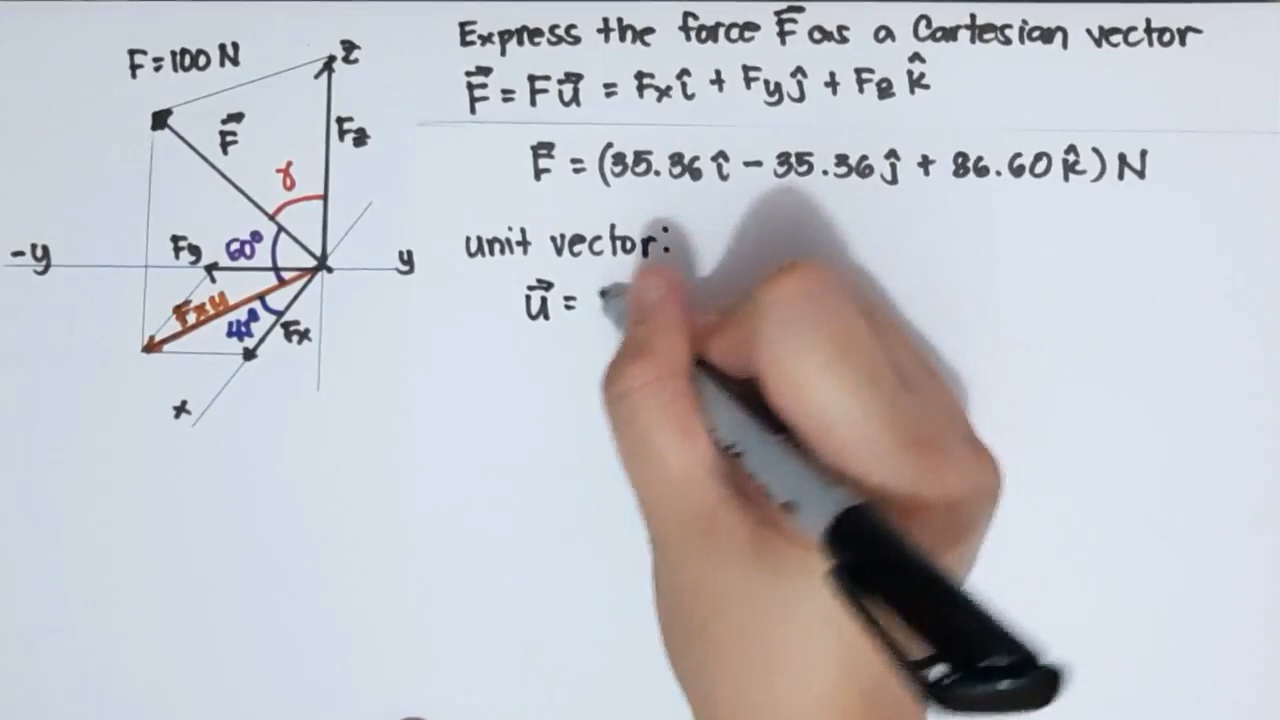 Express the force F⃗ as a Cartesian vector
F⃗ = Fu⃗ = Fxî + Fyĵ + Fzk̂
F⃗ = (35.36î − 35.36ĵ + 86.60k̂) N
unit vector:
u⃗ =
F = 100 N
z
F⃗
Fz
γ
-y
Fy
60°
y
Fxy
45°
Fx
x